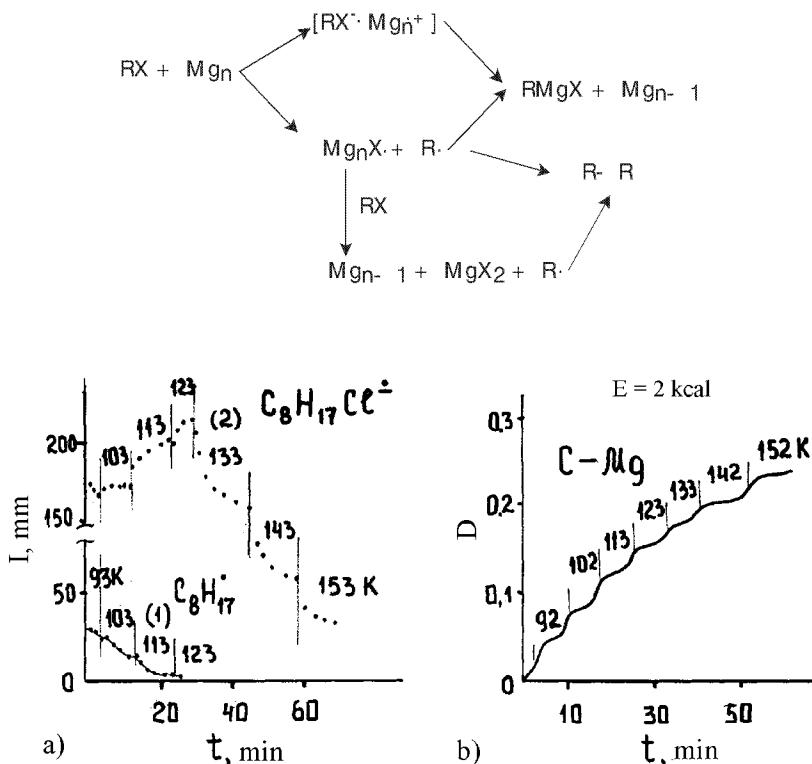 [RX⁻· Mgₙ·⁺ ]
RX + Mgₙ
RMgX + Mgₙ₋ 1
MgₙX·+ R·
R- R
RX
Mgₙ₋ 1 + MgX₂ + R·
123
C₈H₁₇Cl∸
113
(2)
200
103
133
150
143
I, mm
93K
C₈H₁₇·
50
103
(1)
153 K
113
123
0
20
40
60
a)
t, min
E = 2 kcal
0,3
C-Mg
152 K
142
133
0,2
123
D
113
102
0,1
92
0
10
30
50
b)
t, min